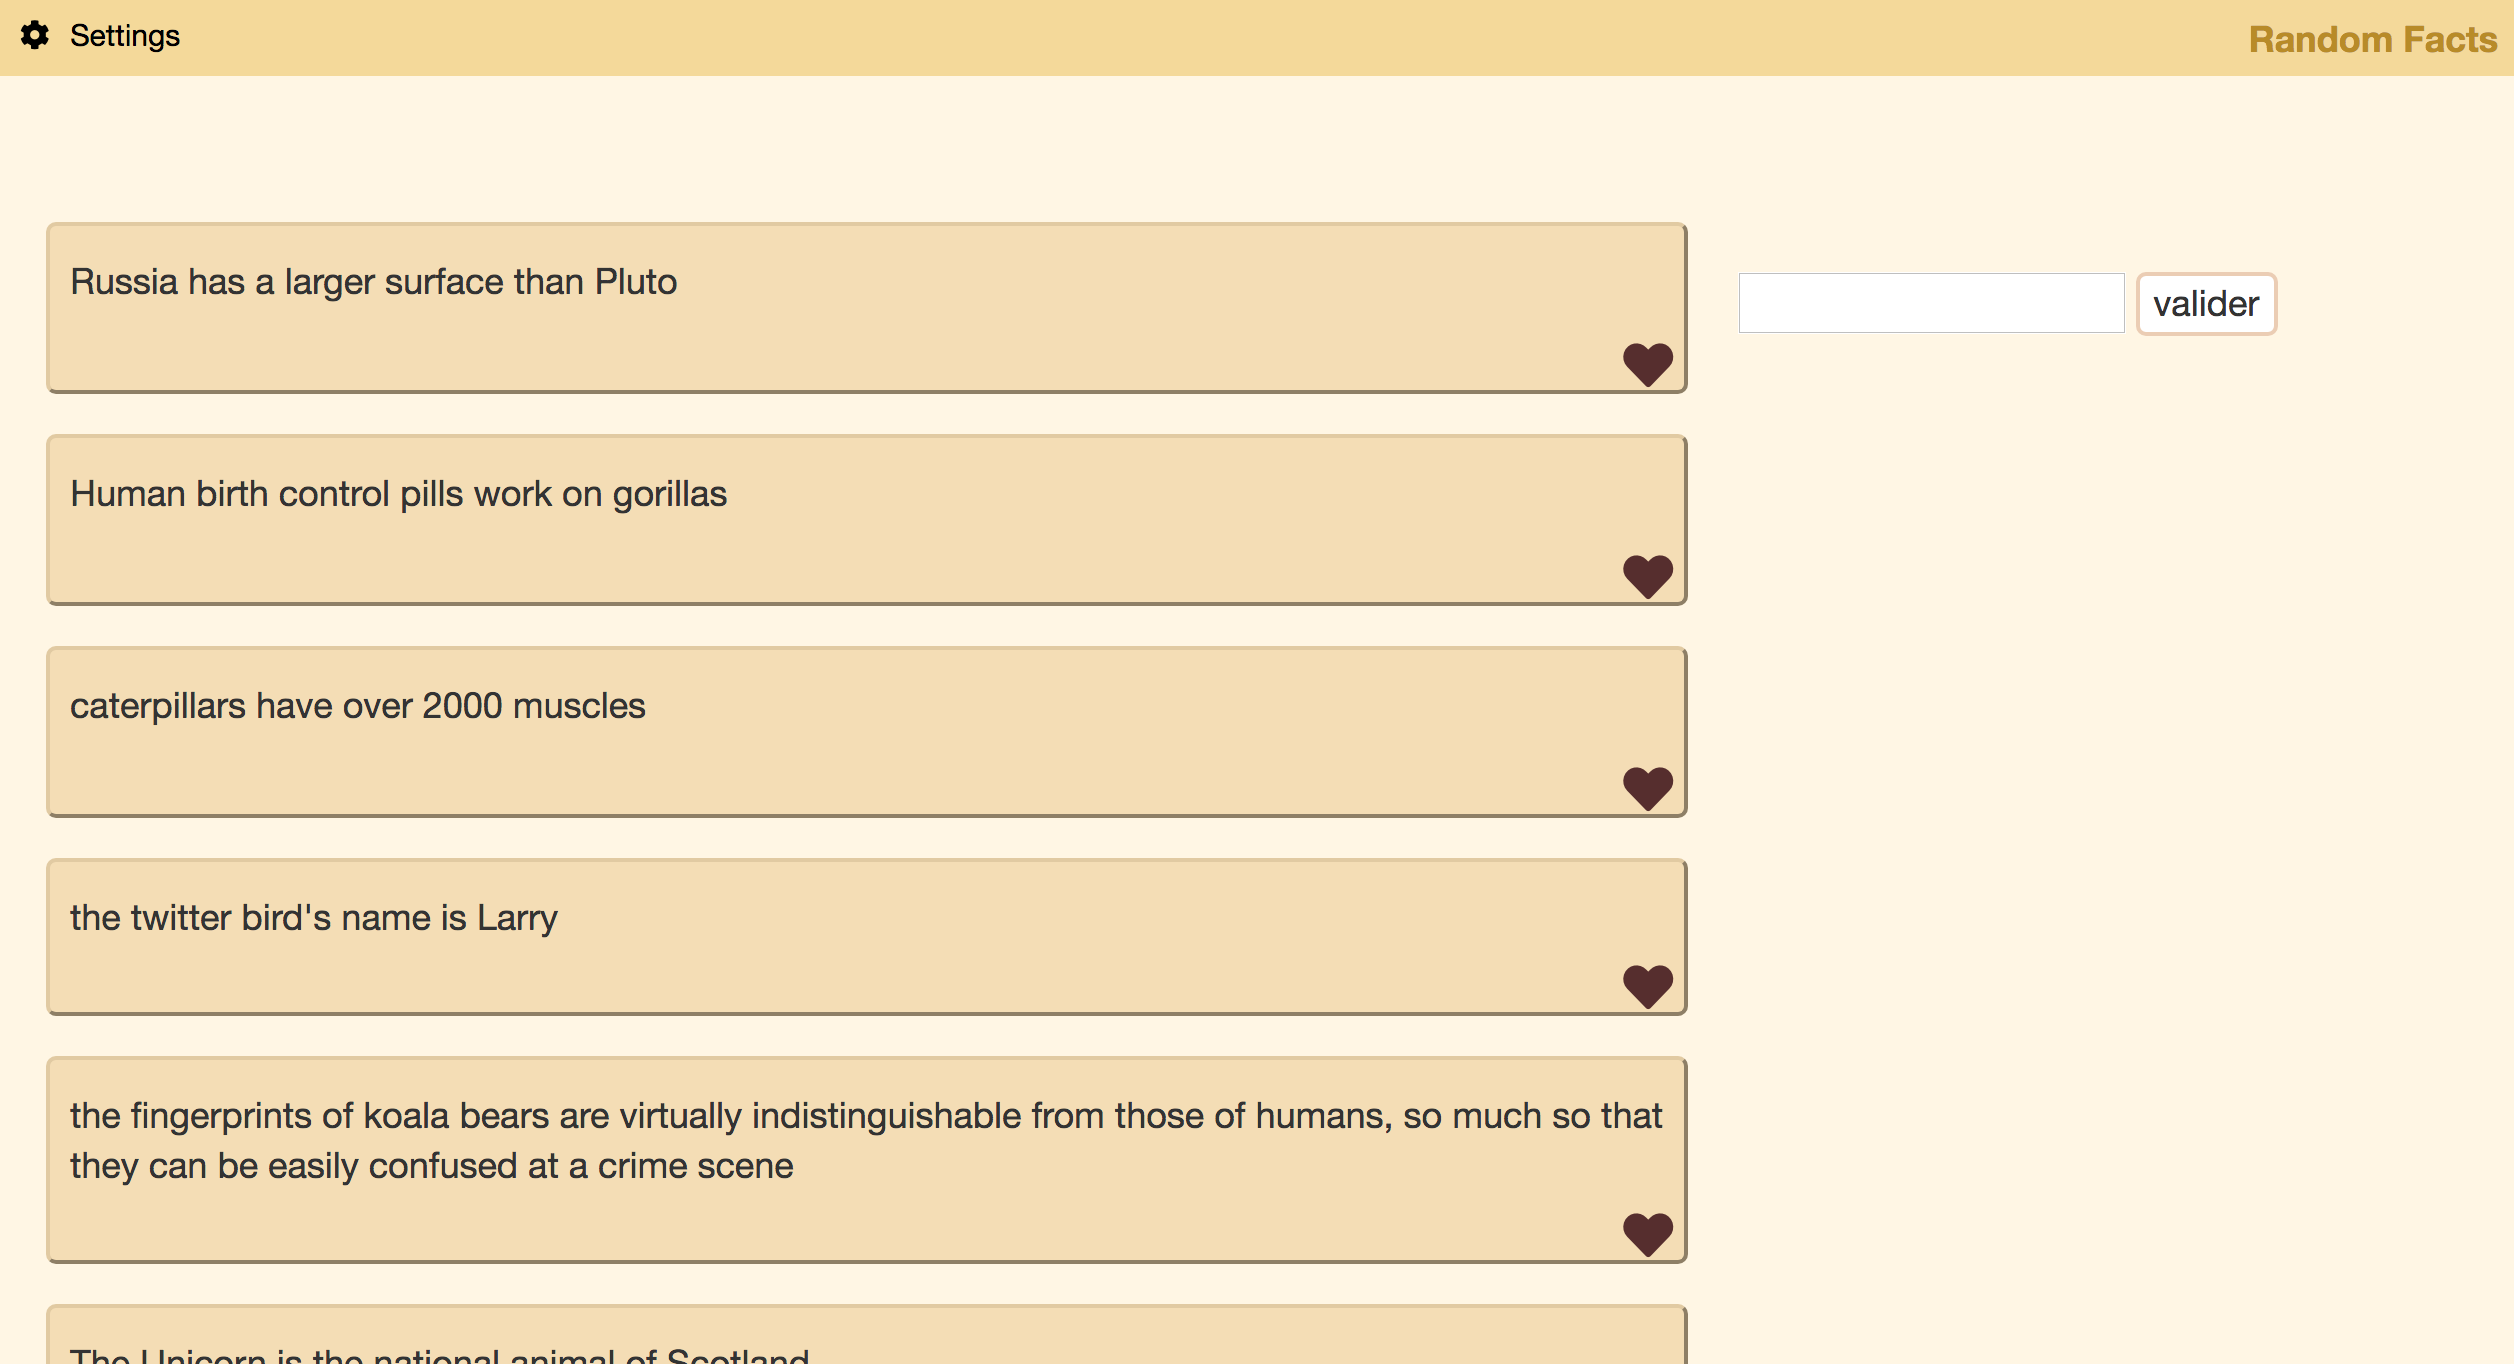 Settings
Random Facts
Russia has a larger surface than Pluto
valider
Human birth control pills work on gorillas
caterpillars have over 2000 muscles
the twitter bird's name is Larry
the fingerprints of koala bears are virtually indistinguishable from those of humans, so much so that
they can be easily confused at a crime scene
The Unicorn is the national animal of Scotland